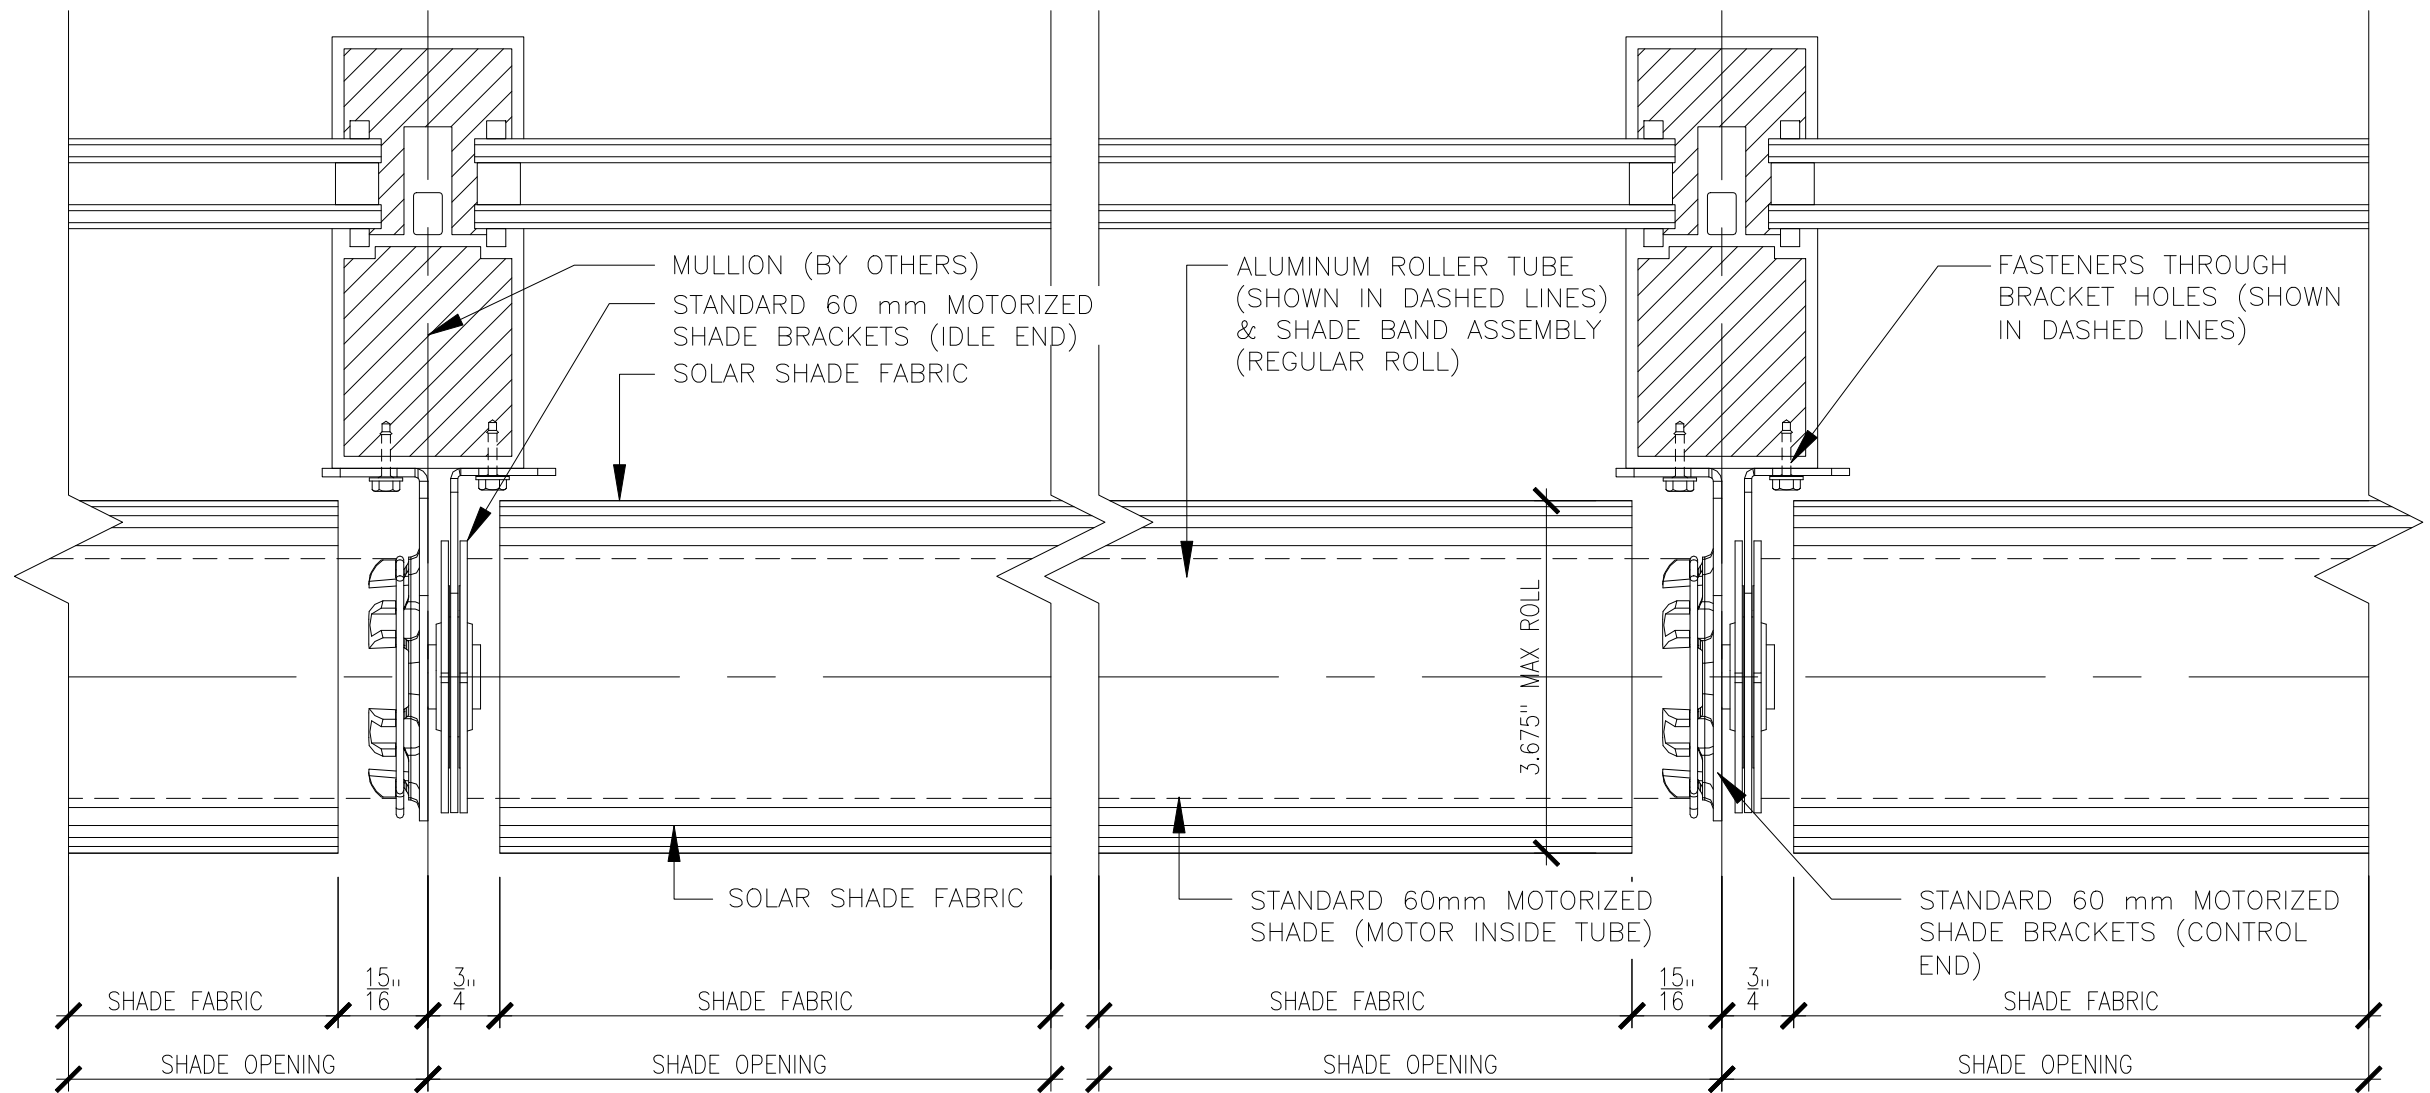 MULLION (BY OTHERS)
STANDARD 60 mm MOTORIZED
SHADE BRACKETS (IDLE END)
SOLAR SHADE FABRIC
ALUMINUM ROLLER TUBE
(SHOWN IN DASHED LINES)
& SHADE BAND ASSEMBLY
(REGULAR ROLL)
FASTENERS THROUGH
BRACKET HOLES (SHOWN
IN DASHED LINES)
3.675" MAX ROLL
SOLAR SHADE FABRIC
STANDARD 60mm MOTORIZED
SHADE (MOTOR INSIDE TUBE)
STANDARD 60 mm MOTORIZED
SHADE BRACKETS (CONTROL
END)
SHADE FABRIC
15/16"
3/4"
SHADE FABRIC
SHADE FABRIC
15/16"
3/4"
SHADE FABRIC
SHADE OPENING
SHADE OPENING
SHADE OPENING
SHADE OPENING